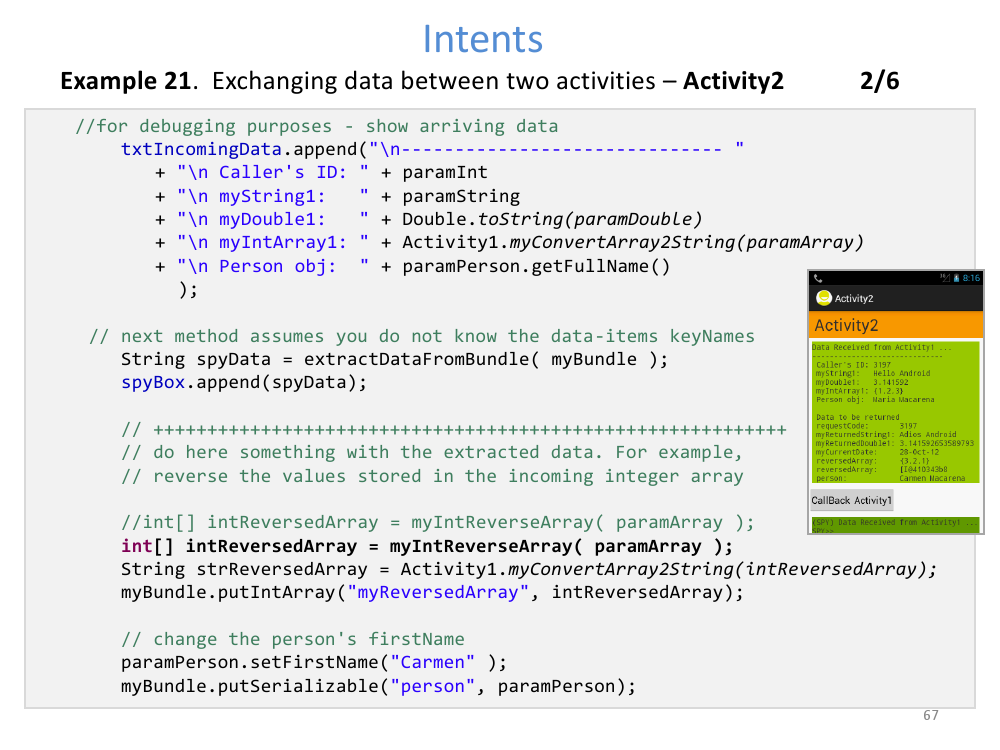 Intents
Example 21. Exchanging data between two activities – Activity2 2/6
//for debugging purposes - show arriving data
txtIncomingData.append("\n------------------------------ "
+ "\n Caller's ID: " + paramInt
+ "\n myString1:   " + paramString
+ "\n myDouble1:   " + Double.toString(paramDouble)
+ "\n myIntArray1: " + Activity1.myConvertArray2String(paramArray)
+ "\n Person obj:  " + paramPerson.getFullName()
);
// next method assumes you do not know the data-items keyNames
String spyData = extractDataFromBundle( myBundle );
spyBox.append(spyData);
// +++++++++++++++++++++++++++++++++++++++++++++++++++++++++++
// do here something with the extracted data. For example,
// reverse the values stored in the incoming integer array
//int[] intReversedArray = myIntReverseArray( paramArray );
int[] intReversedArray = myIntReverseArray( paramArray );
String strReversedArray = Activity1.myConvertArray2String(intReversedArray);
myBundle.putIntArray("myReversedArray", intReversedArray);
// change the person's firstName
paramPerson.setFirstName("Carmen" );
myBundle.putSerializable("person", paramPerson);
8:16
Activity2
Activity2
Data Received from Activity1 ...
------------------------------
Caller's ID: 3197
myString1:   Hello Android
myDouble1:   3.141592
myIntArray1: {1,2,3}
Person obj:  Maria Macarena
Data to be returned
requestCode:       3197
myReturnedString1: Adios Android
myReturnedDouble1: 3.141592653589793
myCurrentDate:     28-Oct-12
reversedArray:     {3,2,1}
reversedArray:     [I@410343b8
person:            Carmen Macarena
CallBack Activity1
(SPY) Data Received from Activity1 ...
SPY>>
67